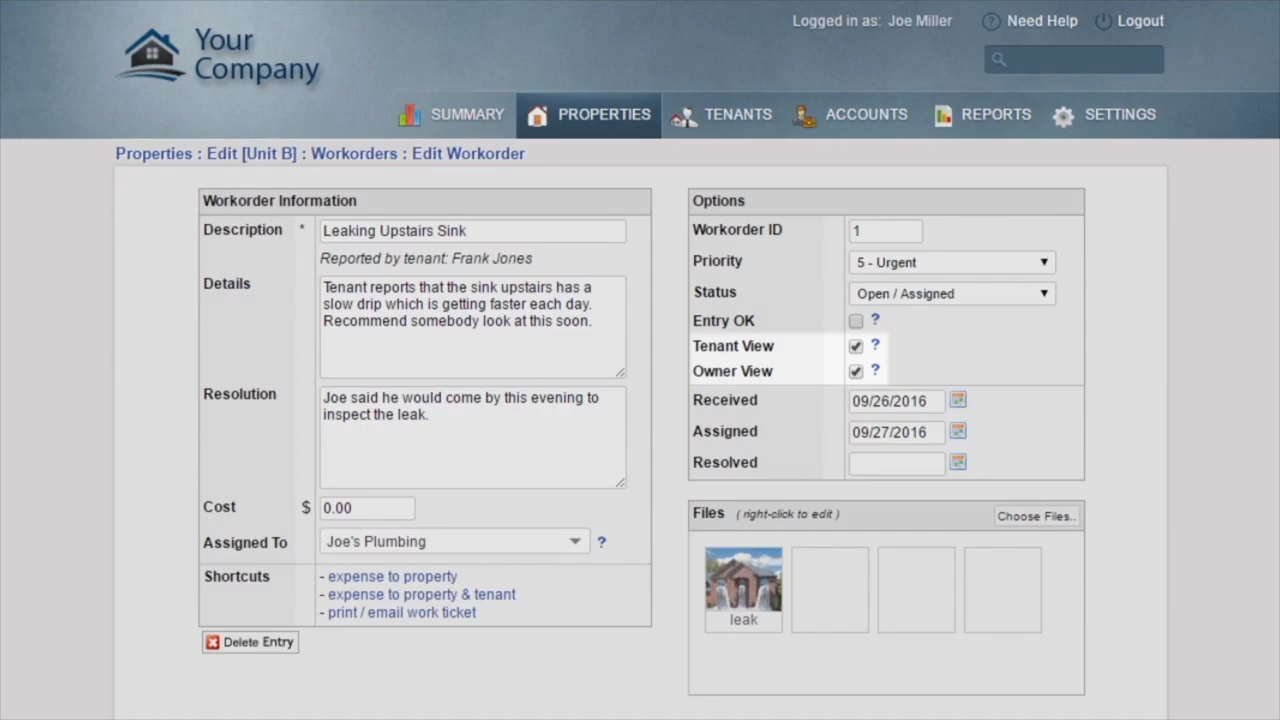 Your
Company
Logged in as: Joe Miller
? Need Help
Logout
SUMMARY
PROPERTIES
TENANTS
ACCOUNTS
REPORTS
SETTINGS
Properties : Edit [Unit B] : Workorders : Edit Workorder
Workorder Information
Description * Leaking Upstairs Sink
Reported by tenant: Frank Jones
Details
Tenant reports that the sink upstairs has a
slow drip which is getting faster each day.
Recommend somebody look at this soon.
Resolution
Joe said he would come by this evening to
inspect the leak.
Cost $ 0.00
Assigned To Joe's Plumbing ?
Shortcuts
- expense to property
- expense to property & tenant
- print / email work ticket
Delete Entry
Options
Workorder ID 1
Priority 5 - Urgent
Status Open / Assigned
Entry OK ?
Tenant View ?
Owner View ?
Received 09/26/2016
Assigned 09/27/2016
Resolved
Files ( right-click to edit ) Choose Files..
leak